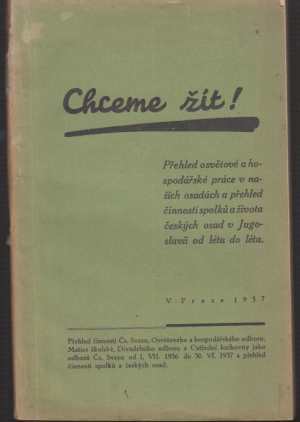 Chceme žít!
Přehled osvětové a ho-
spodářské práce v na-
šich osadách a přehled
činnosti spolků a života
českých osad v Jugo-
slavii od léta do léta.
V Praze 1937
Přehled činnosti Čs. Svazu, Osvětového a hospodářského odboru,
Matice školské, Divadelního odboru a Ústřední knihovny jako
odborů Čs. Svazu od 1. VII. 1936 do 30. VI. 1937 a přehled
činnosti spolků a českých osad.